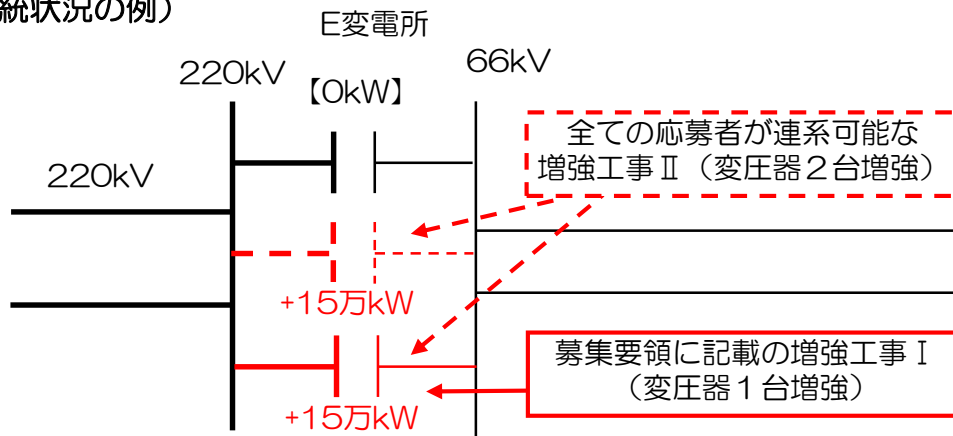 統状況の例）
E変電所
220kV
66kV
【0kW】
全ての応募者が連系可能な
増強工事Ⅱ（変圧器２台増強）
220kV
+15万kW
募集要領に記載の増強工事Ⅰ
（変圧器１台増強）
+15万kW